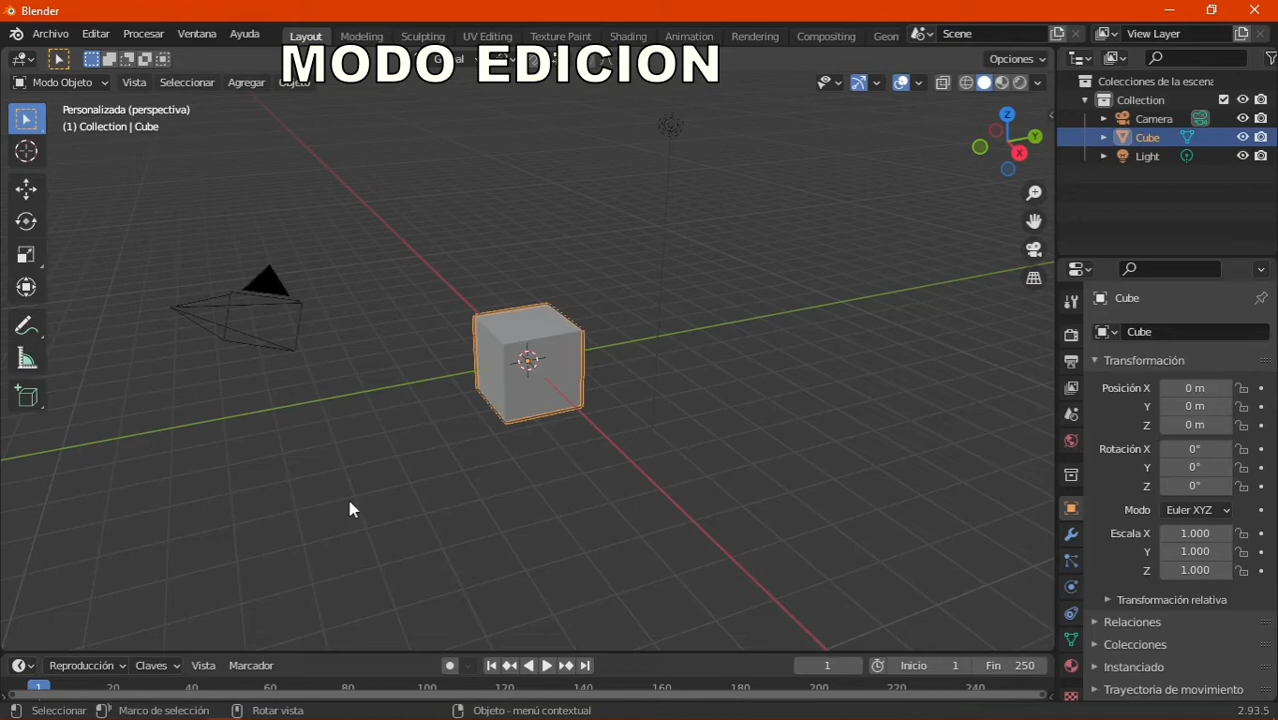 Blender
Archivo Editar Procesar Ventana Ayuda Layout Modeling Sculpting UV Editing Texture Paint Shading Animation Rendering Compositing Geom Scene View Layer
MODO EDICION
Opciones
Modo Objeto Vista Seleccionar Agregar
Personalizada (perspectiva)
(1) Collection | Cube
Z
Y
X
Colecciones de la escena
Collection
Camera
Cube
Light
Cube
Cube
Transformación
Posición X 0 m
Y 0 m
Z 0 m
Rotación X 0°
Y 0°
Z 0°
Modo Euler XYZ
Escala X 1.000
Y 1.000
Z 1.000
Transformación relativa
Relaciones
Colecciones
Instanciado
Trayectoria de movimiento
Reproducción Claves Vista Marcador 1 Inicio 1 Fin 250
1 20 40 60 80 100 120 140 160 180 200 220 240
Seleccionar Marco de selección Rotar vista Objeto - menú contextual 2.93.5